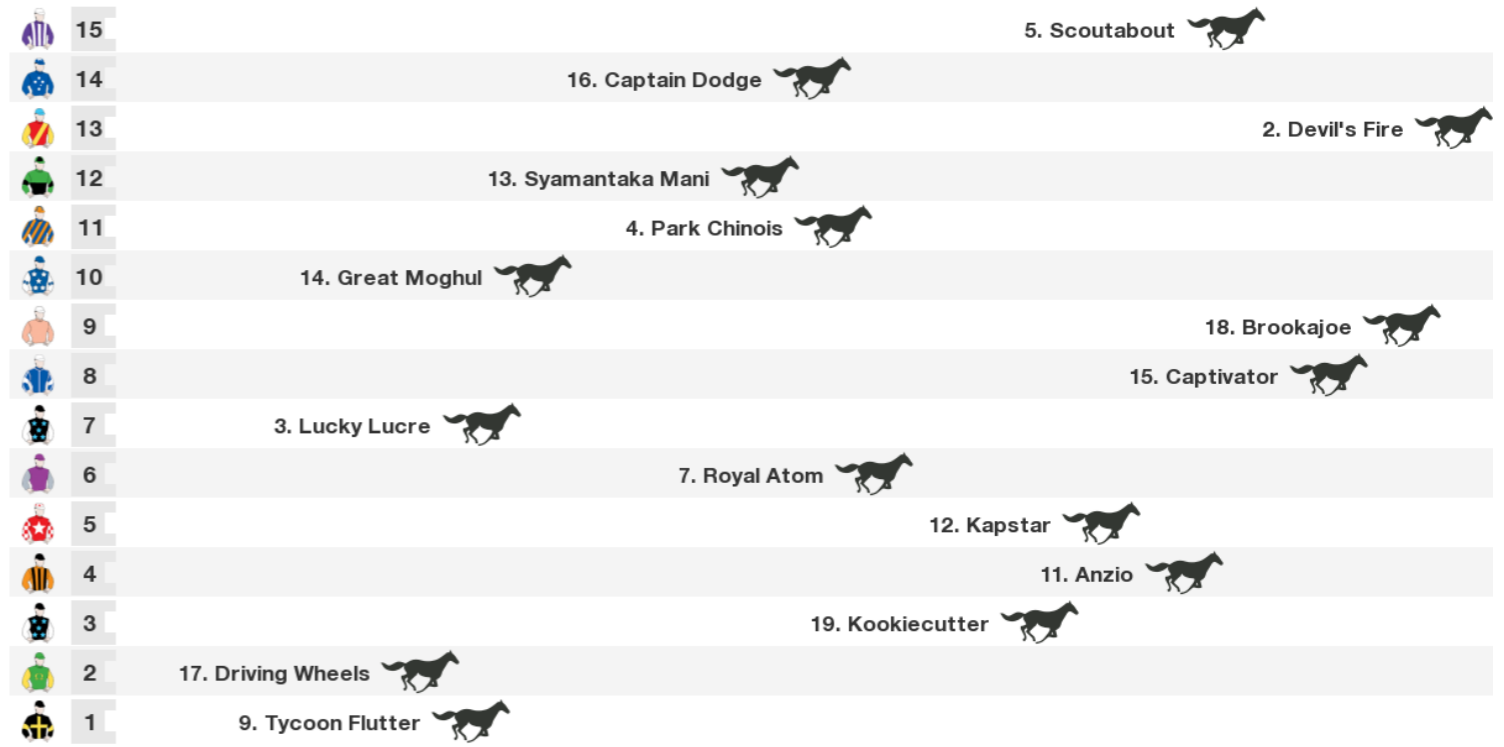 15 5. Scoutabout
14 16. Captain Dodge
13 2. Devil's Fire
12 13. Syamantaka Mani
11 4. Park Chinois
10 14. Great Moghul
9 18. Brookajoe
8 15. Captivator
7 3. Lucky Lucre
6 7. Royal Atom
5 12. Kapstar
4 11. Anzio
3 19. Kookiecutter
2 17. Driving Wheels
1 9. Tycoon Flutter